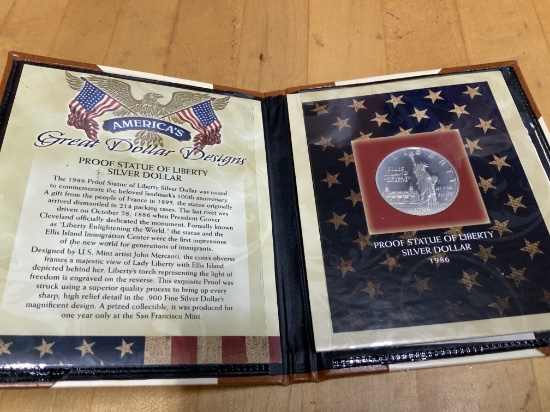 AMERICA'S
Great Dollar Designs
PROOF STATUE OF LIBERTY
SILVER DOLLAR
The 1986 Proof Statue of Liberty Silver Dollar was issued
to commemorate the beloved landmark's 100th anniversary.
A gift from the people of France in 1885, the statue originally
arrived dismantled in 214 packing cases. The last rivet was
driven on October 28, 1886 when President Grover
Cleveland officially dedicated the monument. Formally known
as "Liberty Enlightening the World," the statue and the
Ellis Island Immigration Center were the first impressions
of the new world for generations of immigrants.
Designed by U.S. Mint artist John Mercanti, the coin's obverse
frames a majestic view of Lady Liberty with Ellis Island
depicted behind her. Liberty's torch representing the light of
freedom is engraved on the reverse. This exquisite Proof was
struck using a superior quality process to bring up every
sharp, high relief detail in the .900 Fine Silver Dollar's
magnificent design. A prized collectible, it was produced for
one year only at the San Francisco Mint.
1986
PROOF STATUE OF LIBERTY
SILVER DOLLAR
1986